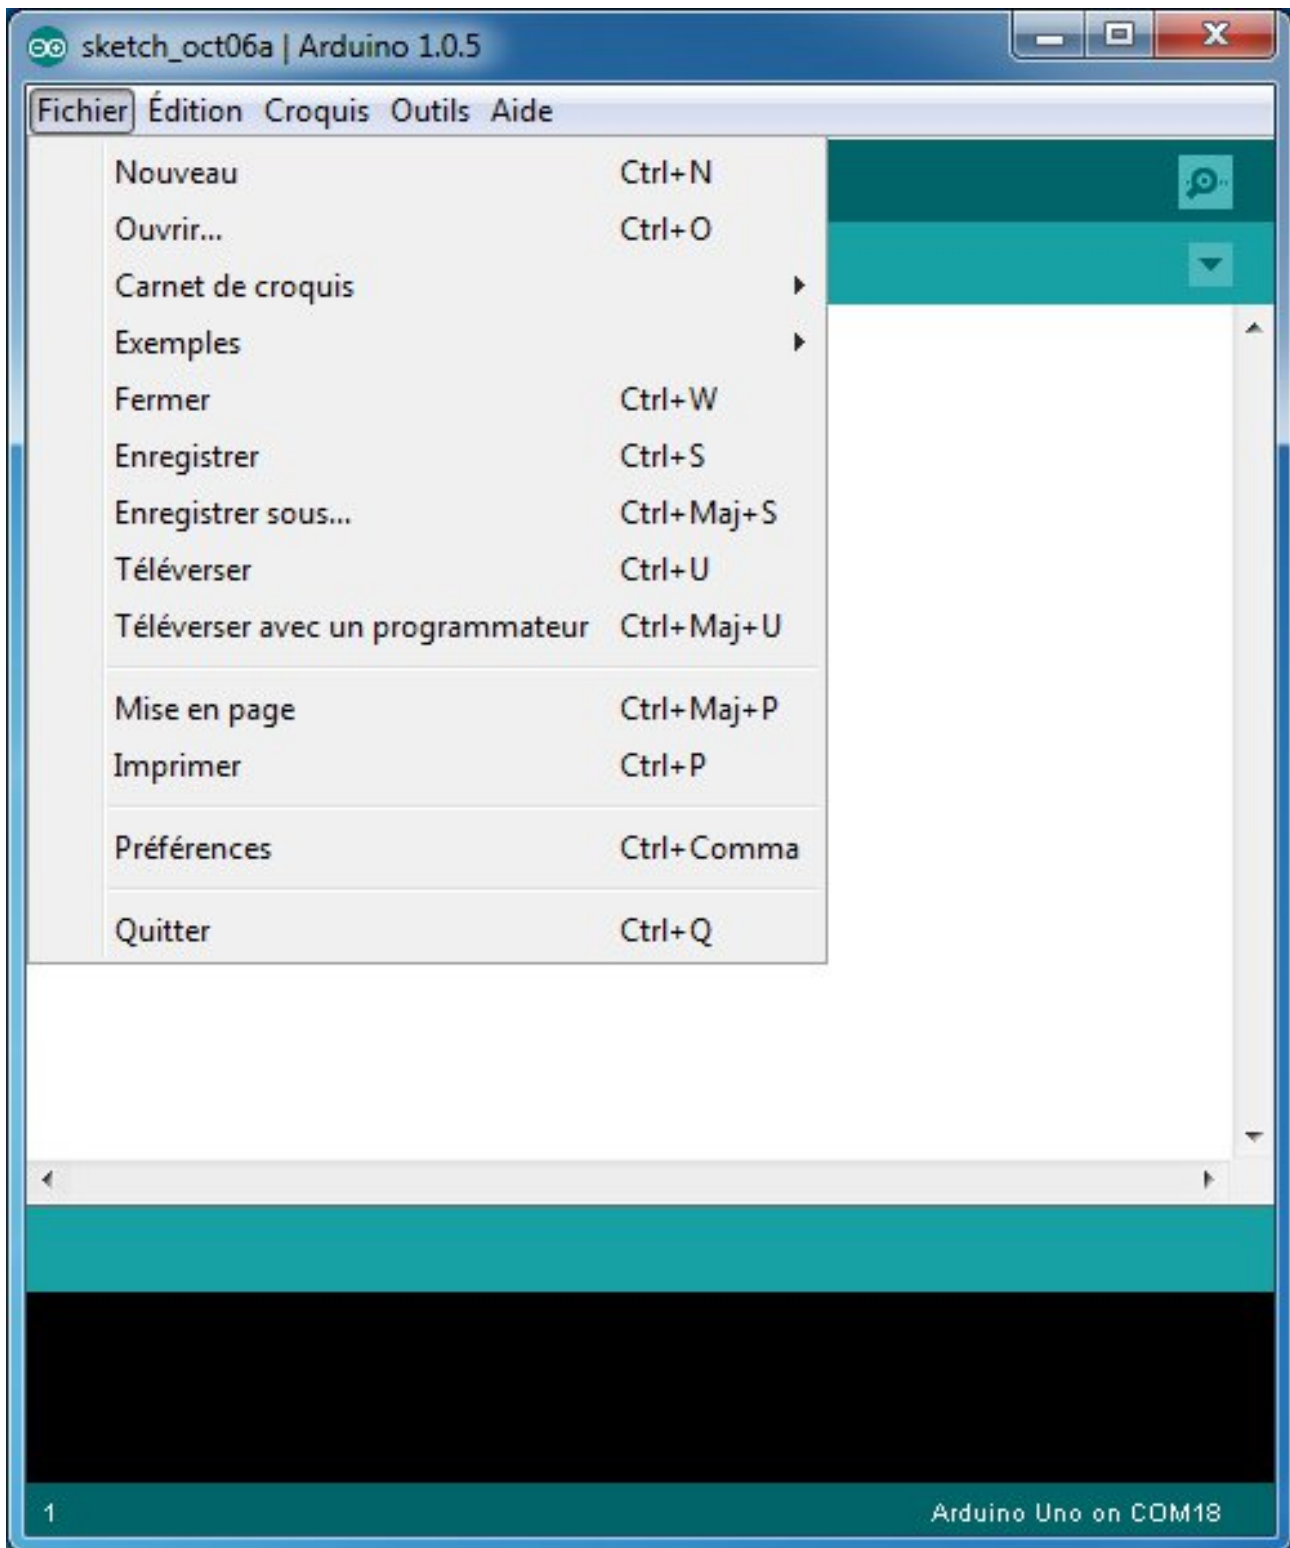 sketch_oct06a | Arduino 1.0.5
Fichier Édition Croquis Outils Aide
Nouveau Ctrl+N
Ouvrir... Ctrl+O
Carnet de croquis
Exemples
Fermer Ctrl+W
Enregistrer Ctrl+S
Enregistrer sous... Ctrl+Maj+S
Téléverser Ctrl+U
Téléverser avec un programmateur Ctrl+Maj+U
Mise en page Ctrl+Maj+P
Imprimer Ctrl+P
Préférences Ctrl+Comma
Quitter Ctrl+Q
1 Arduino Uno on COM18